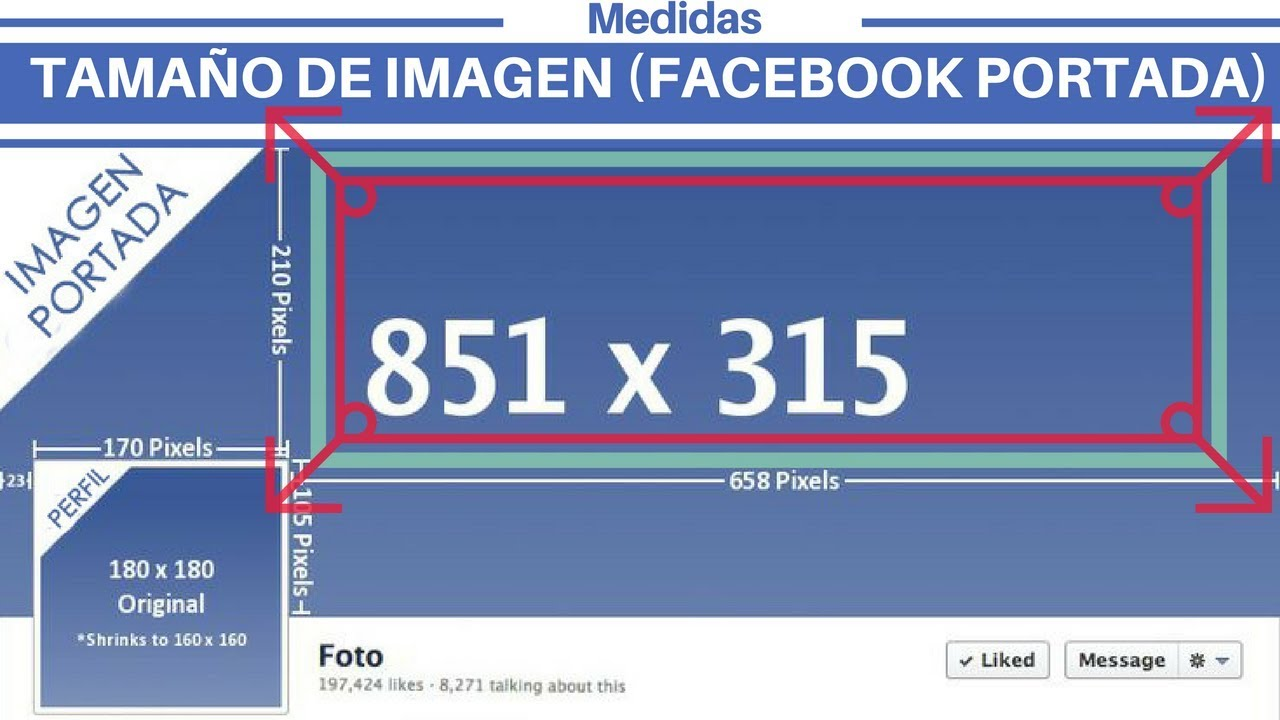 Medidas
TAMAÑO DE IMAGEN (FACEBOOK PORTADA)
IMAGEN
PORTADA
210 Pixels
851 x 315
170 Pixels
23
658 Pixels
105 Pixels
PERFIL
180 x 180
Original
*Shrinks to 160 x 160
Foto
197,424 likes · 8,271 talking about this
✓ Liked
Message